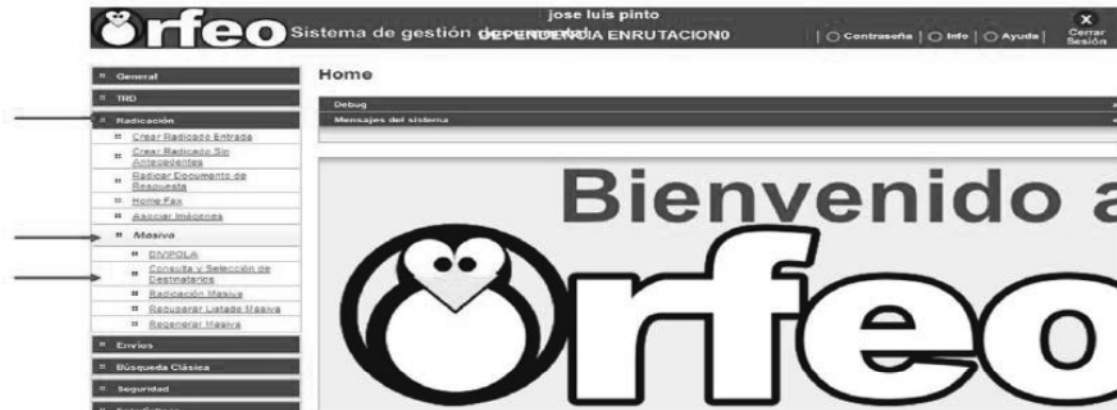 Orfeo
jose luis pinto
Sistema de gestión documental
DEPENDENCIA ENRUTACION0
| Contraseña | Info | Ayuda |
X
Cerrar
Sesión
General
TRD
Radicación
Crear Radicado Entrada
Crear Radicado Sin
Antecedentes
Radicar Documento de
Respuesta
Home Fax
Asociar Imágenes
Masiva
DIVIPOLA
Consulta y Selección de
Destinatarios
Radicación Masiva
Recuperar Listado Masiva
Regenerar Masiva
Envios
Búsqueda Clásica
Seguridad
Estadísticas
Home
Debug
Mensajes del sistema
Bienvenido a
Orfeo